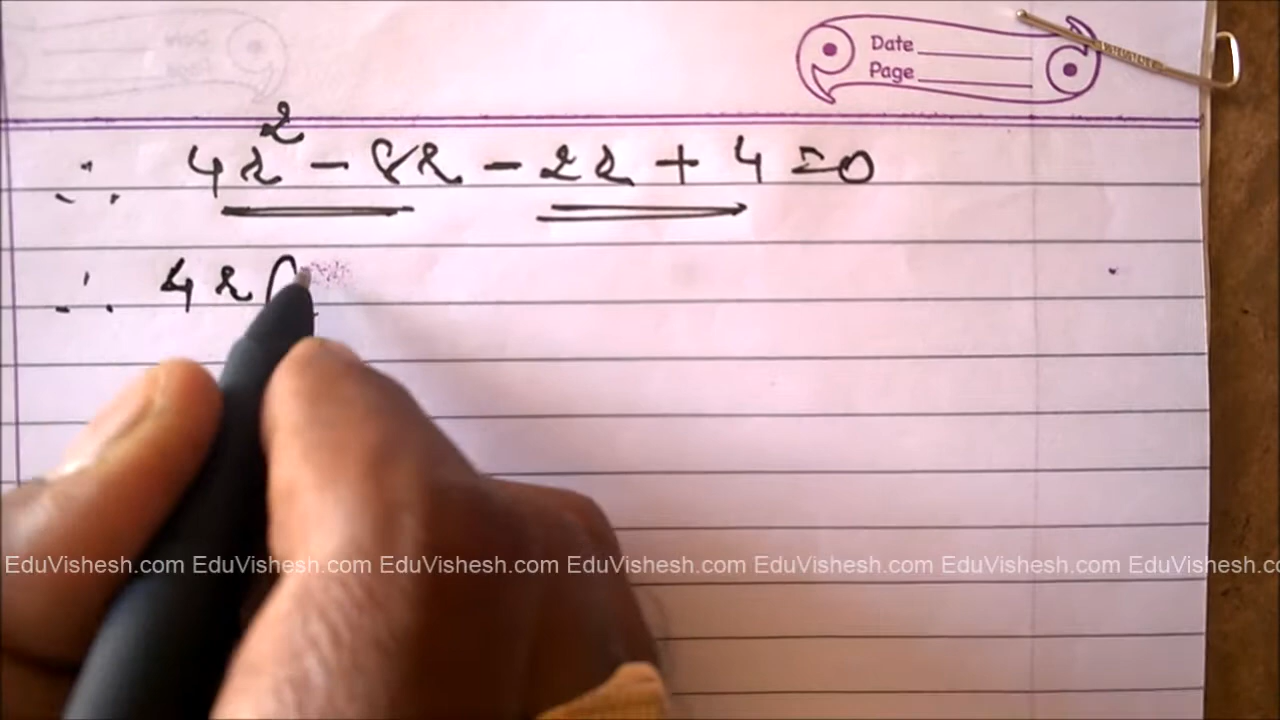 Date
Page
∴ 4x² - 8x - 2x + 4 = 0
∴ 4x (
EduVishesh.com EduVishesh.com EduVishesh.com EduVishesh.com EduVishesh.com EduVishesh.com EduVishesh.co